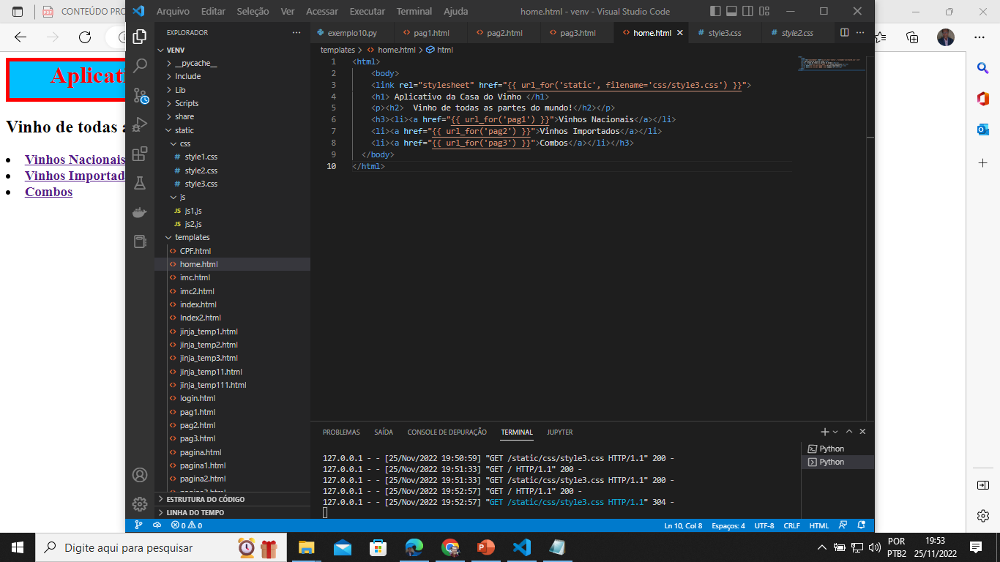 CONTEÚDO PRO
Arquivo Editar Seleção Ver Acessar Executar Terminal Ajuda home.html - venv - Visual Studio Code
Aplicati
Vinho de todas a
Vinhos Nacionais
Vinhos Importad
Combos
EXPLORADOR
VENV
__pycache__
Include
Lib
Scripts
share
static
css
style1.css
style2.css
style3.css
js
js1.js
js2.js
templates
CPF.html
home.html
imc.html
imc2.html
index.html
Index2.html
jinja_temp1.html
jinja_temp2.html
jinja_temp3.html
jinja_temp11.html
jinja_temp111.html
login.html
pag1.html
pag2.html
pag3.html
pagina.html
pagina1.html
pagina2.html
ESTRUTURA DO CÓDIGO
LINHA DO TEMPO
exemplo10.py pag1.html pag2.html pag3.html home.html style3.css style2.css
templates > home.html > html
1 <html>
2 <body>
3 <link rel="stylesheet" href="{{ url_for('static', filename='css/style3.css') }}">
4 <h1> Aplicativo da Casa do Vinho </h1>
5 <p><h2> Vinho de todas as partes do mundo!</h2></p>
6 <h3><li><a href="{{ url_for('pag1') }}">Vinhos Nacionais</a></li>
7 <li><a href="{{ url_for('pag2') }}">Vinhos Importados</a></li>
8 <li><a href="{{ url_for('pag3') }}">Combos</a></li></h3>
9 </body>
10 </html>
PROBLEMAS SAÍDA CONSOLE DE DEPURAÇÃO TERMINAL JUPYTER
127.0.0.1 - - [25/Nov/2022 19:50:59] "GET /static/css/style3.css HTTP/1.1" 200 -
127.0.0.1 - - [25/Nov/2022 19:51:33] "GET / HTTP/1.1" 200 -
127.0.0.1 - - [25/Nov/2022 19:51:33] "GET /static/css/style3.css HTTP/1.1" 200 -
127.0.0.1 - - [25/Nov/2022 19:52:57] "GET / HTTP/1.1" 200 -
127.0.0.1 - - [25/Nov/2022 19:52:57] "GET /static/css/style3.css HTTP/1.1" 304 -
Python
Python
0 0 Ln 10, Col 8 Espaços: 4 UTF-8 CRLF HTML
Digite aqui para pesquisar
POR
PTB2
19:53
25/11/2022